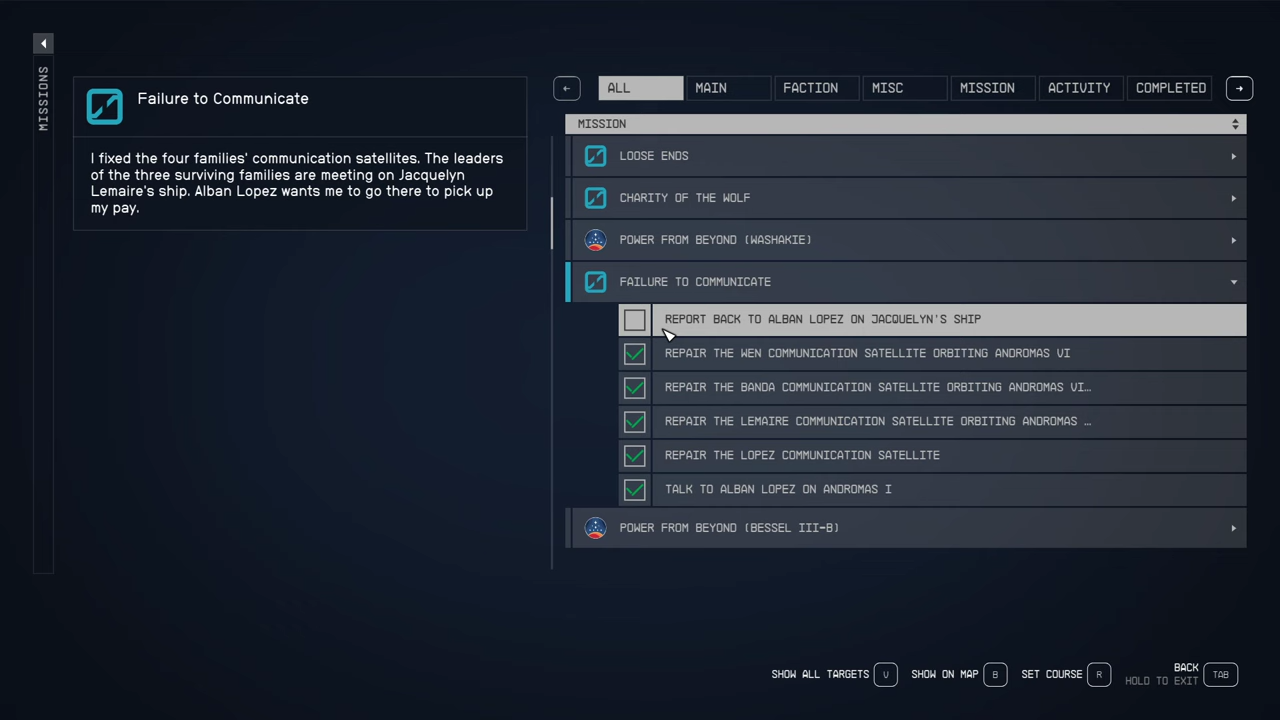 MISSIONS
Failure to Communicate
I fixed the four families' communication satellites. The leaders
of the three surviving families are meeting on Jacquelyn
Lemaire's ship. Alban Lopez wants me to go there to pick up
my pay.
ALL MAIN FACTION MISC MISSION ACTIVITY COMPLETED
MISSION
LOOSE ENDS
CHARITY OF THE WOLF
POWER FROM BEYOND (WASHAKIE)
FAILURE TO COMMUNICATE
REPORT BACK TO ALBAN LOPEZ ON JACQUELYN'S SHIP
REPAIR THE WEN COMMUNICATION SATELLITE ORBITING ANDROMAS VI
REPAIR THE BANDA COMMUNICATION SATELLITE ORBITING ANDROMAS VI…
REPAIR THE LEMAIRE COMMUNICATION SATELLITE ORBITING ANDROMAS …
REPAIR THE LOPEZ COMMUNICATION SATELLITE
TALK TO ALBAN LOPEZ ON ANDROMAS I
POWER FROM BEYOND (BESSEL III-B)
SHOW ALL TARGETS V SHOW ON MAP B SET COURSE R BACK TAB
HOLD TO EXIT